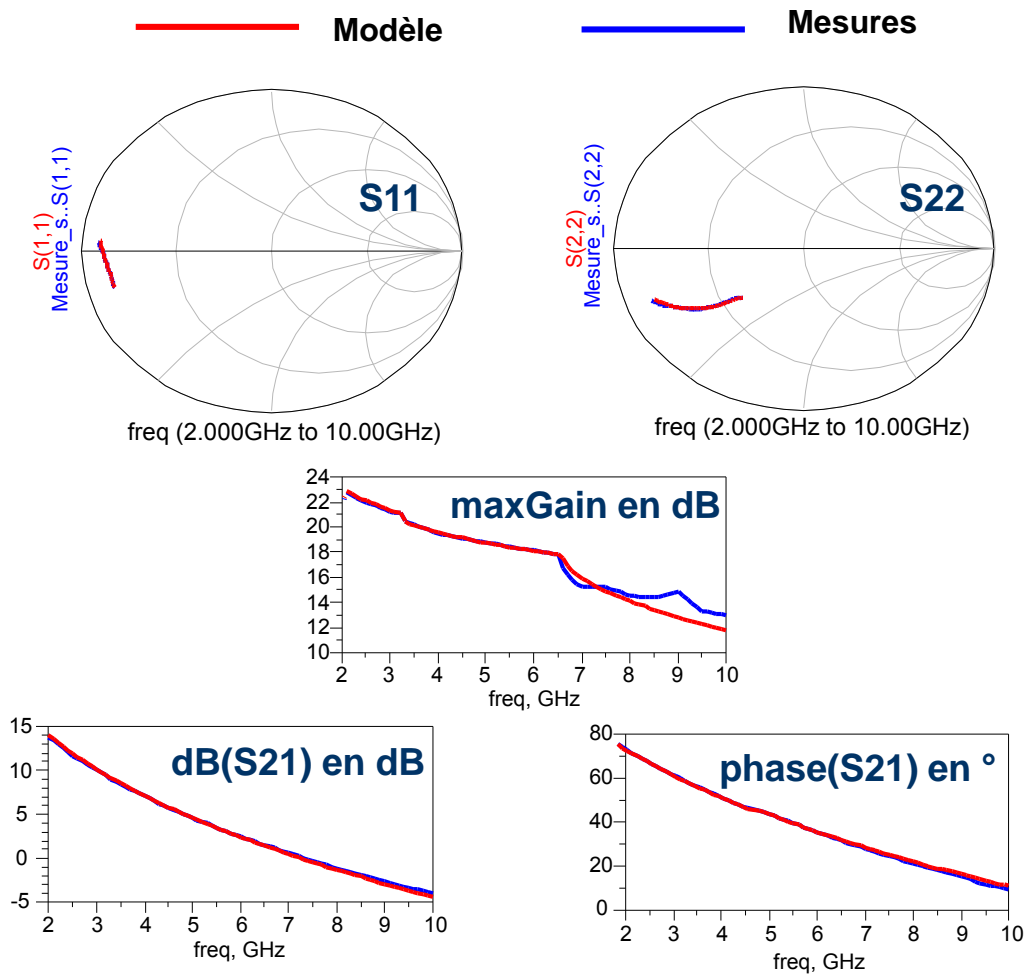 Modèle
Mesures
S(1,1)
Mesure_s..S(1,1)
S11
freq (2.000GHz to 10.00GHz)
S(2,2)
Mesure_s..S(2,2)
S22
freq (2.000GHz to 10.00GHz)
maxGain en dB
24
22
20
18
16
14
12
10
2 3 4 5 6 7 8 9 10
freq, GHz
dB(S21) en dB
15
10
5
0
-5
2 3 4 5 6 7 8 9 10
freq, GHz
phase(S21) en °
80
60
40
20
0
2 3 4 5 6 7 8 9 10
freq, GHz